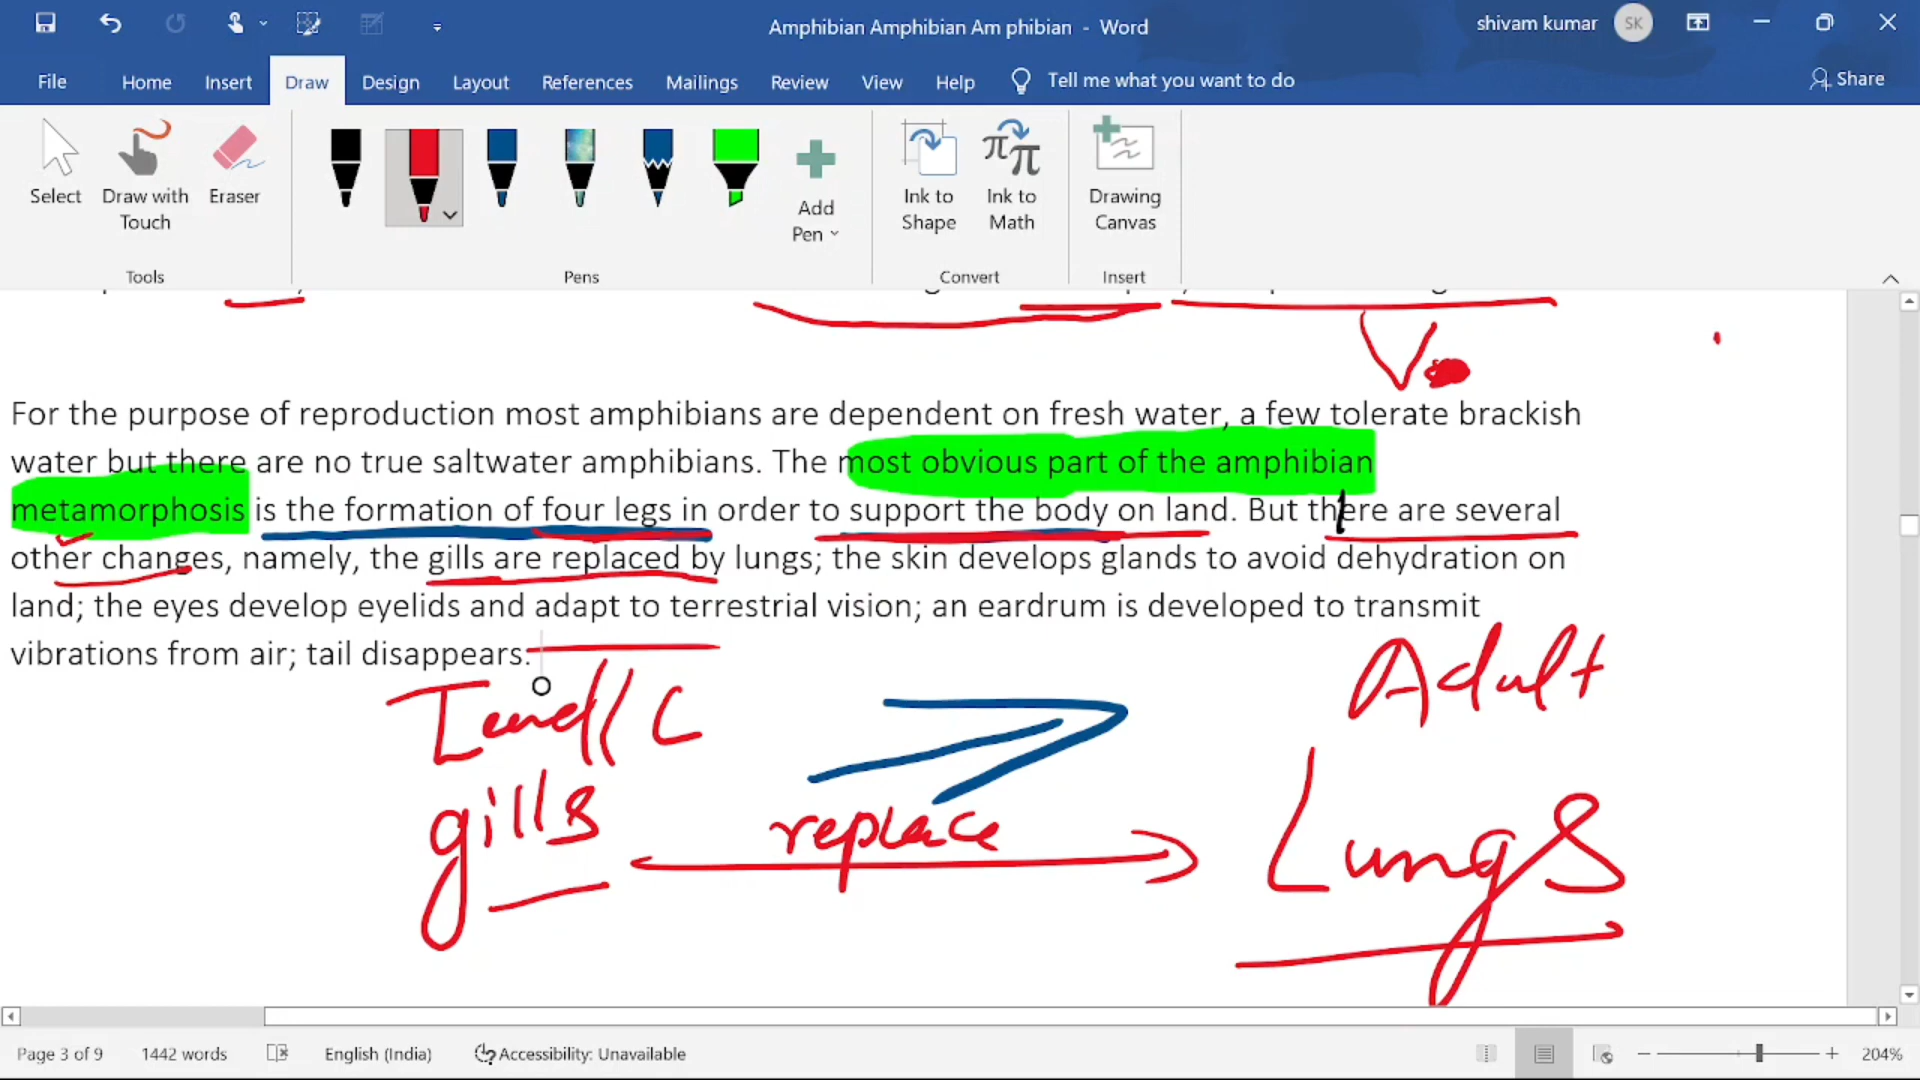 Amphibian Amphibian Am phibian - Word
shivam kumar
SK
File
Home
Insert
Draw
Design
Layout
References
Mailings
Review
View
Help
Tell me what you want to do
Share
Select
Draw with Touch
Eraser
Add Pen
Ink to Shape
Ink to Math
Drawing Canvas
Tools
Pens
Convert
Insert
For the purpose of reproduction most amphibians are dependent on fresh water, a few tolerate brackish
water but there are no true saltwater amphibians. The most obvious part of the amphibian
metamorphosis is the formation of four legs in order to support the body on land. But there are several
other changes, namely, the gills are replaced by lungs; the skin develops glands to avoid dehydration on
land; the eyes develop eyelids and adapt to terrestrial vision; an eardrum is developed to transmit
vibrations from air; tail disappears.
Adult
gills
replace
Lungs
Page 3 of 9
1442 words
English (India)
Accessibility: Unavailable
204%